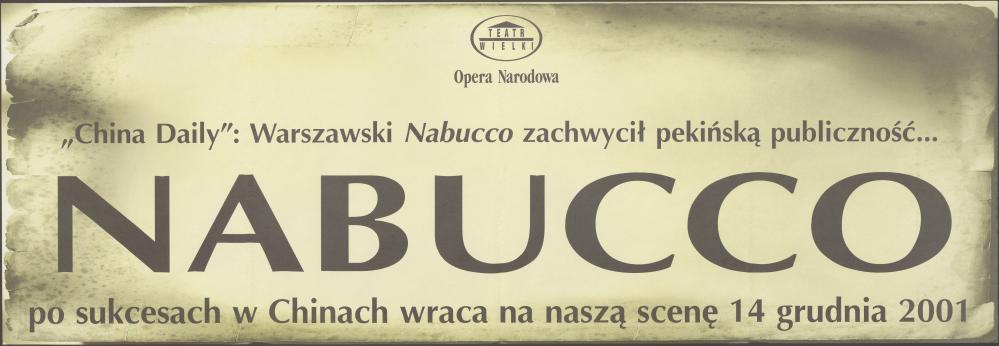 TEATR
WIELKI
Opera Narodowa
„China Daily”: Warszawski Nabucco zachwycił pekińską publiczność...
NABUCCO
po sukcesach w Chinach wraca na naszą scenę 14 grudnia 2001